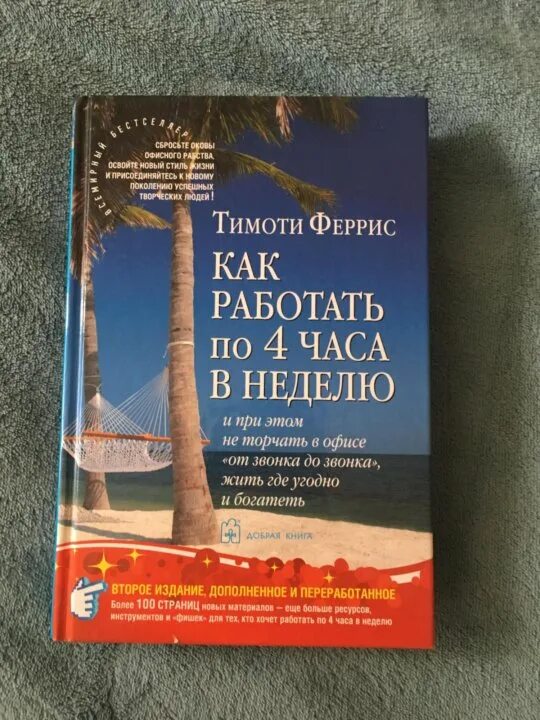 ВСЕМИРНЫЙ БЕСТСЕЛЛЕР!
СБРОСЬТЕ ОКОВЫ
ОФИСНОГО РАБСТВА,
ОСВОЙТЕ НОВЫЙ СТИЛЬ ЖИЗНИ
И ПРИСОЕДИНЯЙТЕСЬ К НОВОМУ
ПОКОЛЕНИЮ УСПЕШНЫХ
ТВОРЧЕСКИХ ЛЮДЕЙ!
ТИМОТИ ФЕРРИС
КАК
РАБОТАТЬ
ПО 4 ЧАСА
В НЕДЕЛЮ
и при этом
не торчать в офисе
«от звонка до звонка»,
жить где угодно
и богатеть
ДОБРАЯ КНИГА
ВТОРОЕ ИЗДАНИЕ, ДОПОЛНЕННОЕ И ПЕРЕРАБОТАННОЕ
Более 100 СТРАНИЦ новых материалов — еще больше ресурсов,
инструментов и «фишек» для тех, кто хочет работать по 4 часа в неделю